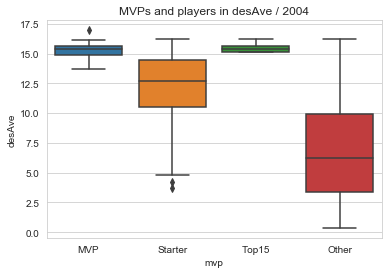 MVPs and players in desAve / 2004
17.5
15.0
12.5
10.0
7.5
5.0
2.5
0.0
desAve
MVP Starter Top15 Other
mvp